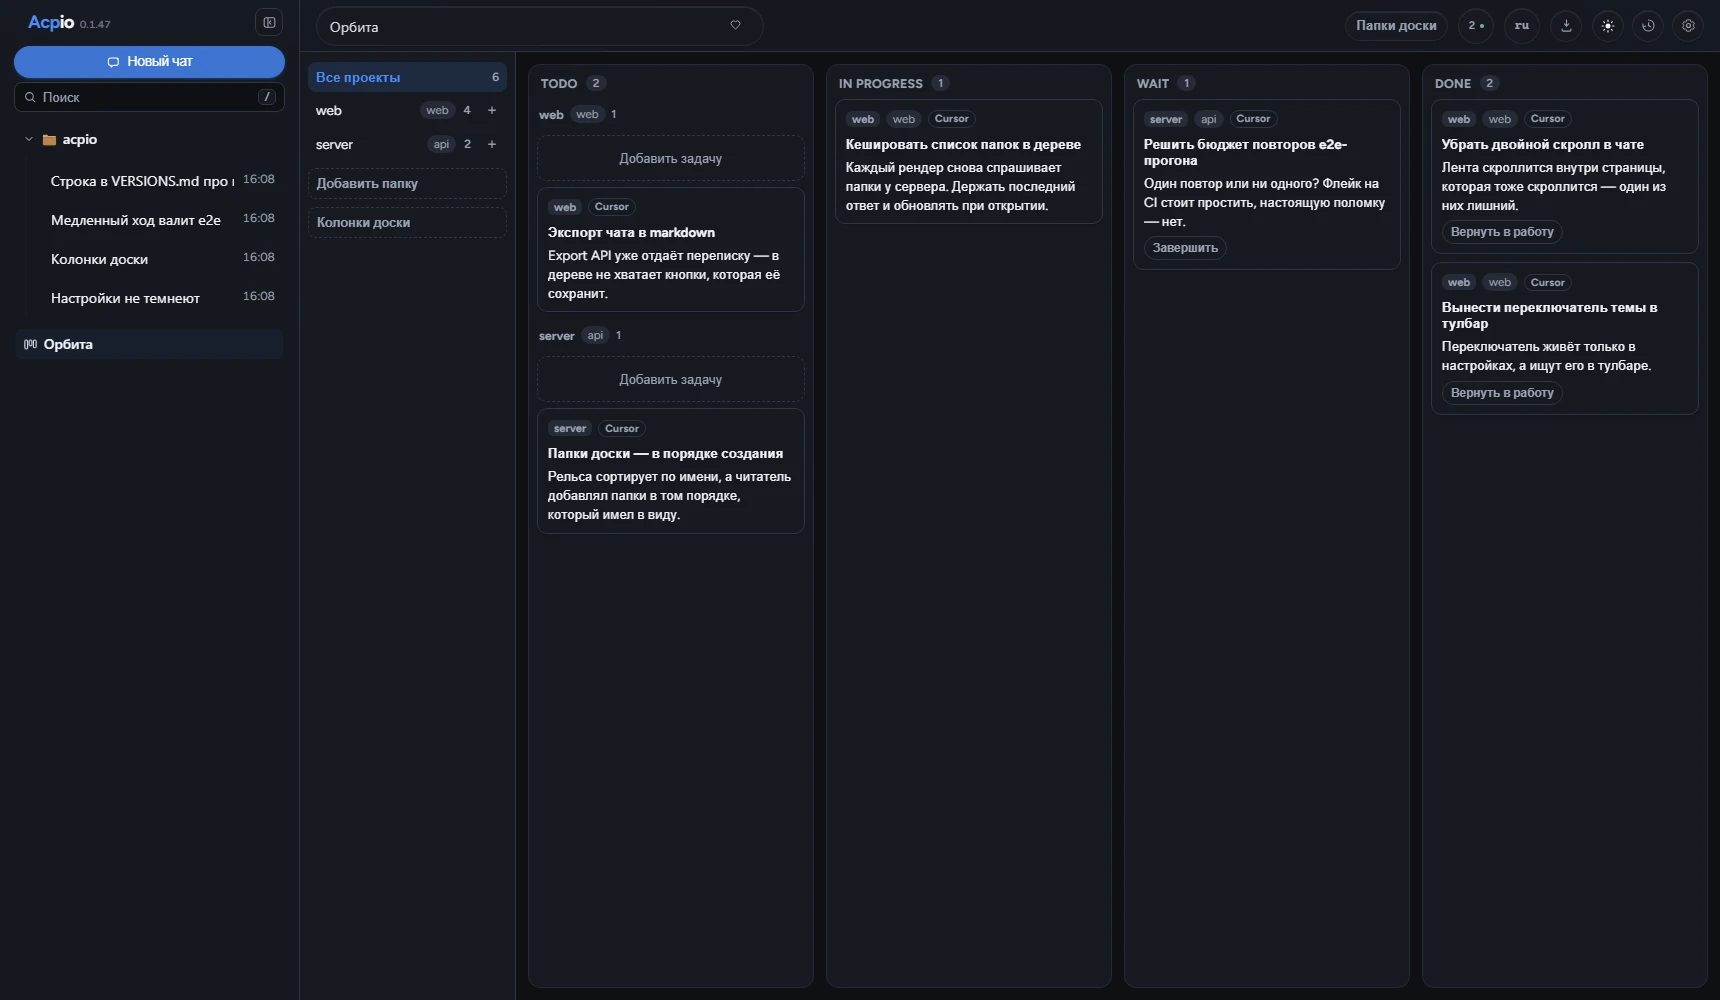 Acpio 0.1.47
Новый чат
Поиск /
acpio
Строка в VERSIONS.md про 16:08
Медленный ход валит e2e 16:08
Колонки доски 16:08
Настройки не темнеют 16:08
Орбита
Орбита
Папки доски
2
ru
Все проекты 6
web web 4 +
server api 2 +
Добавить папку
Колонки доски
TODO 2
web web 1
Добавить задачу
web Cursor
Экспорт чата в markdown
Export API уже отдаёт переписку — в
дереве не хватает кнопки, которая её
сохранит.
server api 1
Добавить задачу
server Cursor
Папки доски — в порядке создания
Рельса сортирует по имени, а читатель
добавлял папки в том порядке,
который имел в виду.
IN PROGRESS 1
web web Cursor
Кешировать список папок в дереве
Каждый рендер снова спрашивает
папки у сервера. Держать последний
ответ и обновлять при открытии.
WAIT 1
server api Cursor
Решить бюджет повторов e2e-
прогона
Один повтор или ни одного? Флейк на
CI стоит простить, настоящую поломку
— нет.
Завершить
DONE 2
web web Cursor
Убрать двойной скролл в чате
Лента скроллится внутри страницы,
которая тоже скроллится — один из
них лишний.
Вернуть в работу
web web Cursor
Вынести переключатель темы в
тулбар
Переключатель живёт только в
настройках, а ищут его в тулбаре.
Вернуть в работу